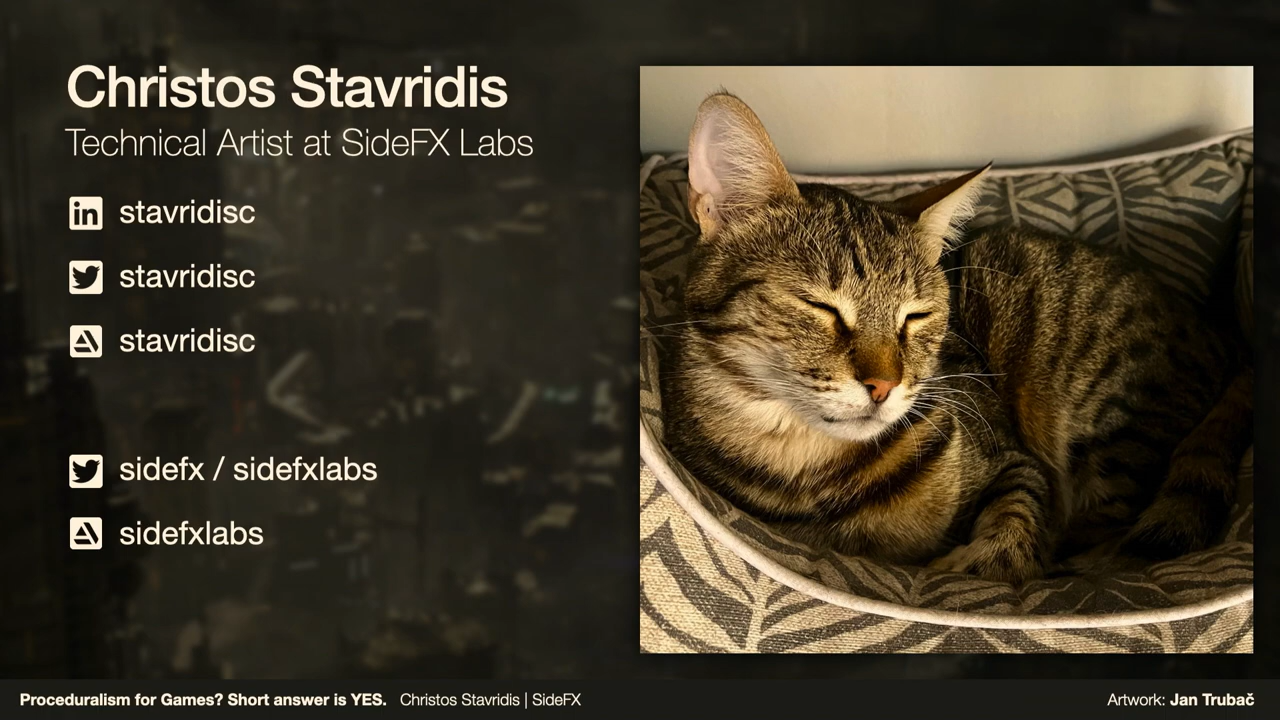 Christos Stavridis
Technical Artist at SideFX Labs
in stavridisc
stavridisc
stavridisc
sidefx / sidefxlabs
sidefxlabs
Proceduralism for Games? Short answer is YES. Christos Stavridis | SideFX
Artwork: Jan Trubač